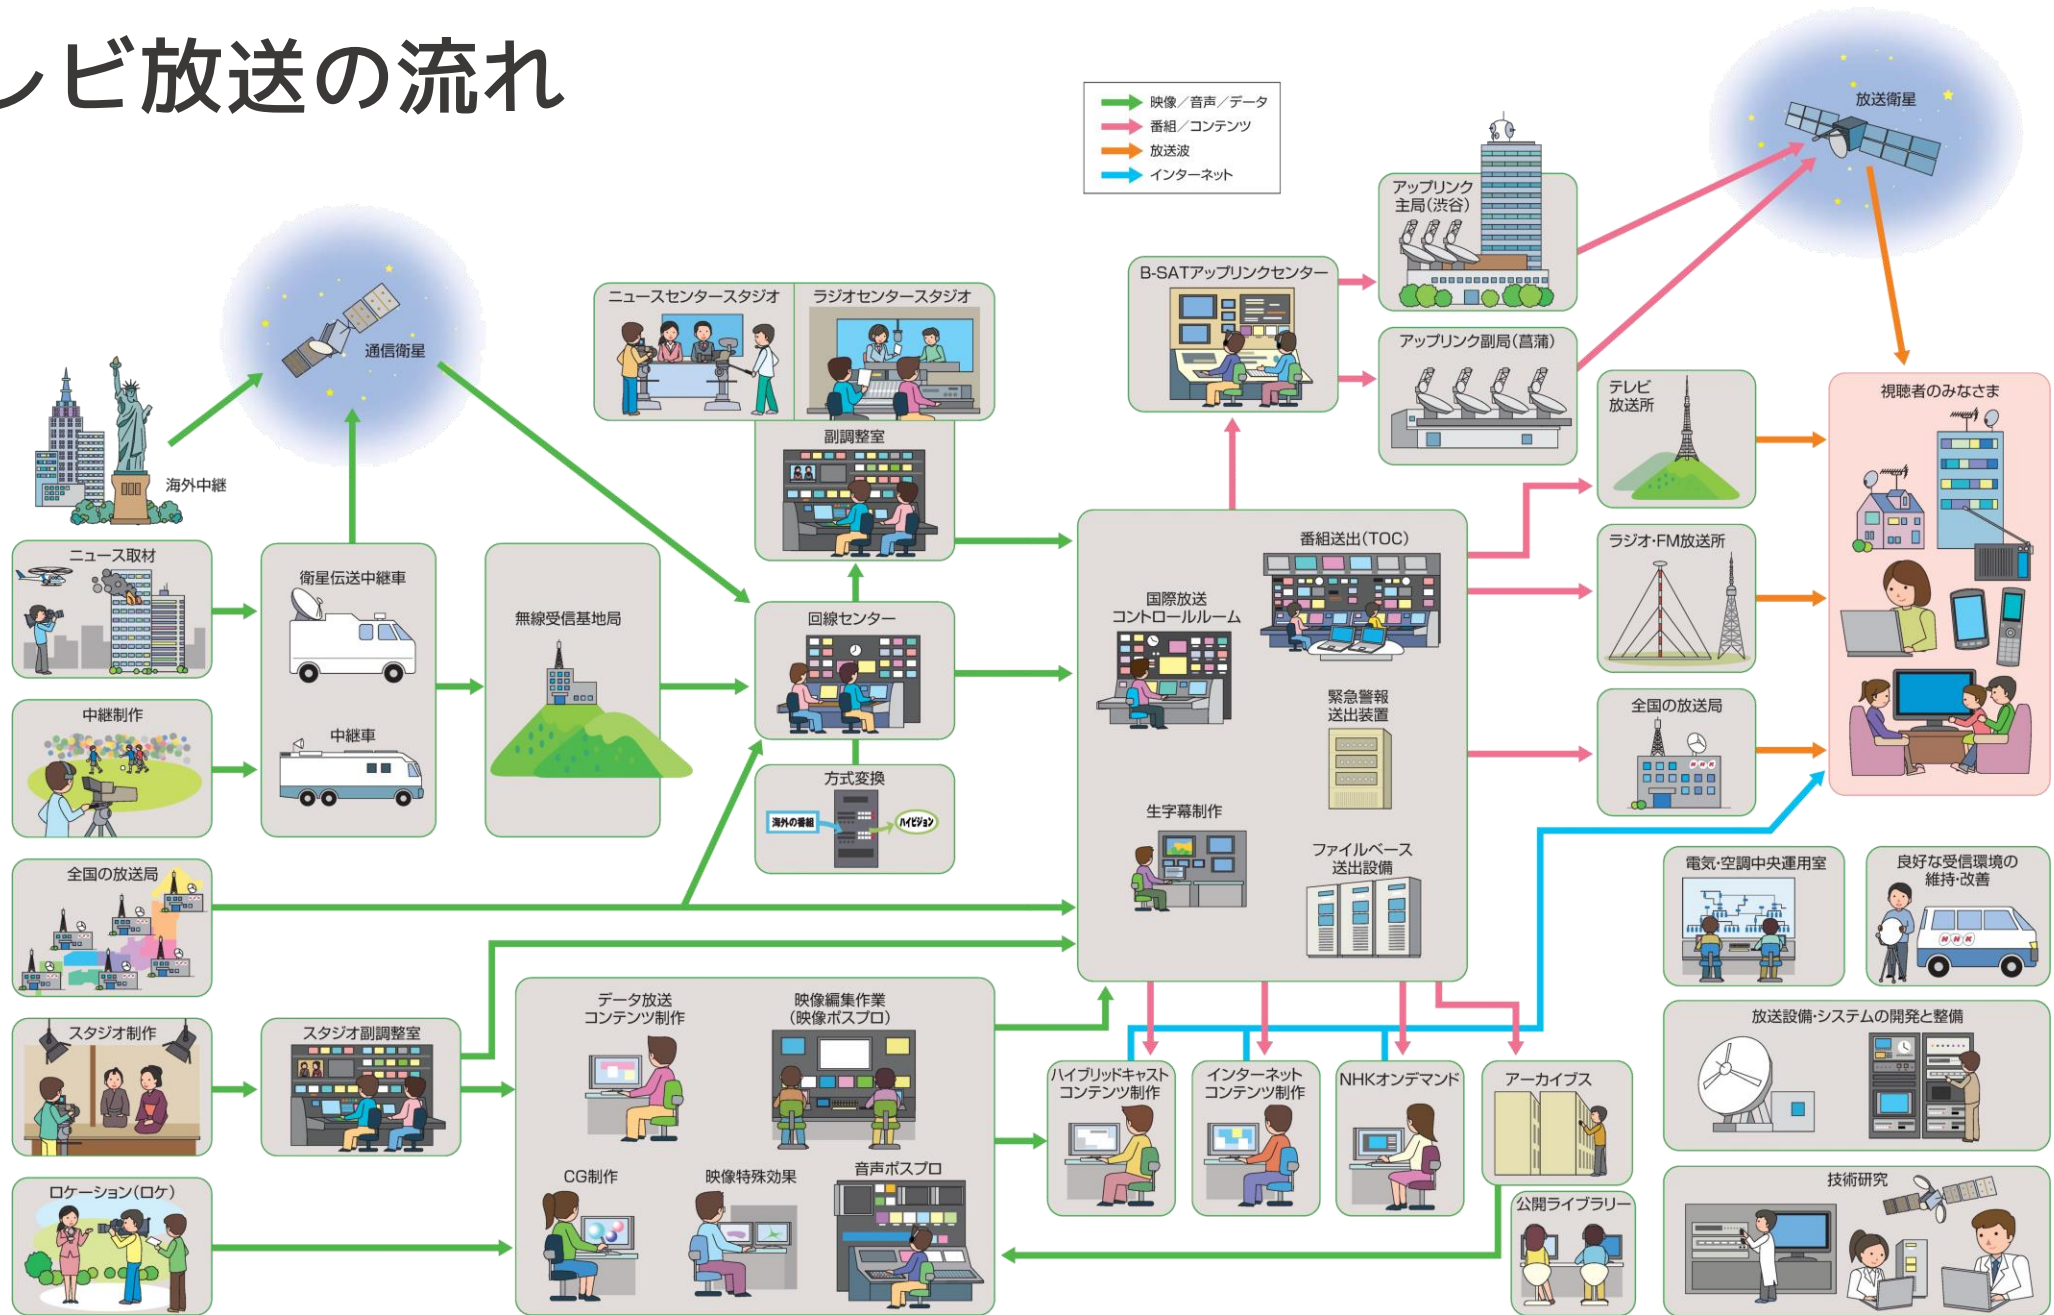 レビ放送の流れ
映像／音声／データ
番組／コンテンツ
放送波
インターネット
放送衛星
アップリンク
主局(渋谷)
B-SATアップリンクセンター
アップリンク副局(菖蒲)
通信衛星
ニュースセンタースタジオ
ラジオセンタースタジオ
副調整室
海外中継
テレビ
放送所
視聴者のみなさま
ニュース取材
衛星伝送中継車
無線受信基地局
回線センター
番組送出(TOC)
国際放送
コントロールルーム
ラジオ・FM放送所
緊急警報
送出装置
全国の放送局
NHK
中継制作
中継車
方式変換
海外の番組
ハイビジョン
生字幕制作
ファイルベース
送出設備
全国の放送局
電気・空調中央運用室
良好な受信環境の
維持・改善
NHK
スタジオ制作
スタジオ副調整室
データ放送
コンテンツ制作
映像編集作業
(映像ポスプロ)
放送設備・システムの開発と整備
ハイブリッドキャスト
コンテンツ制作
インターネット
コンテンツ制作
NHKオンデマンド
アーカイブス
CG制作
映像特殊効果
音声ポスプロ
ロケーション(ロケ)
公開ライブラリー
技術研究